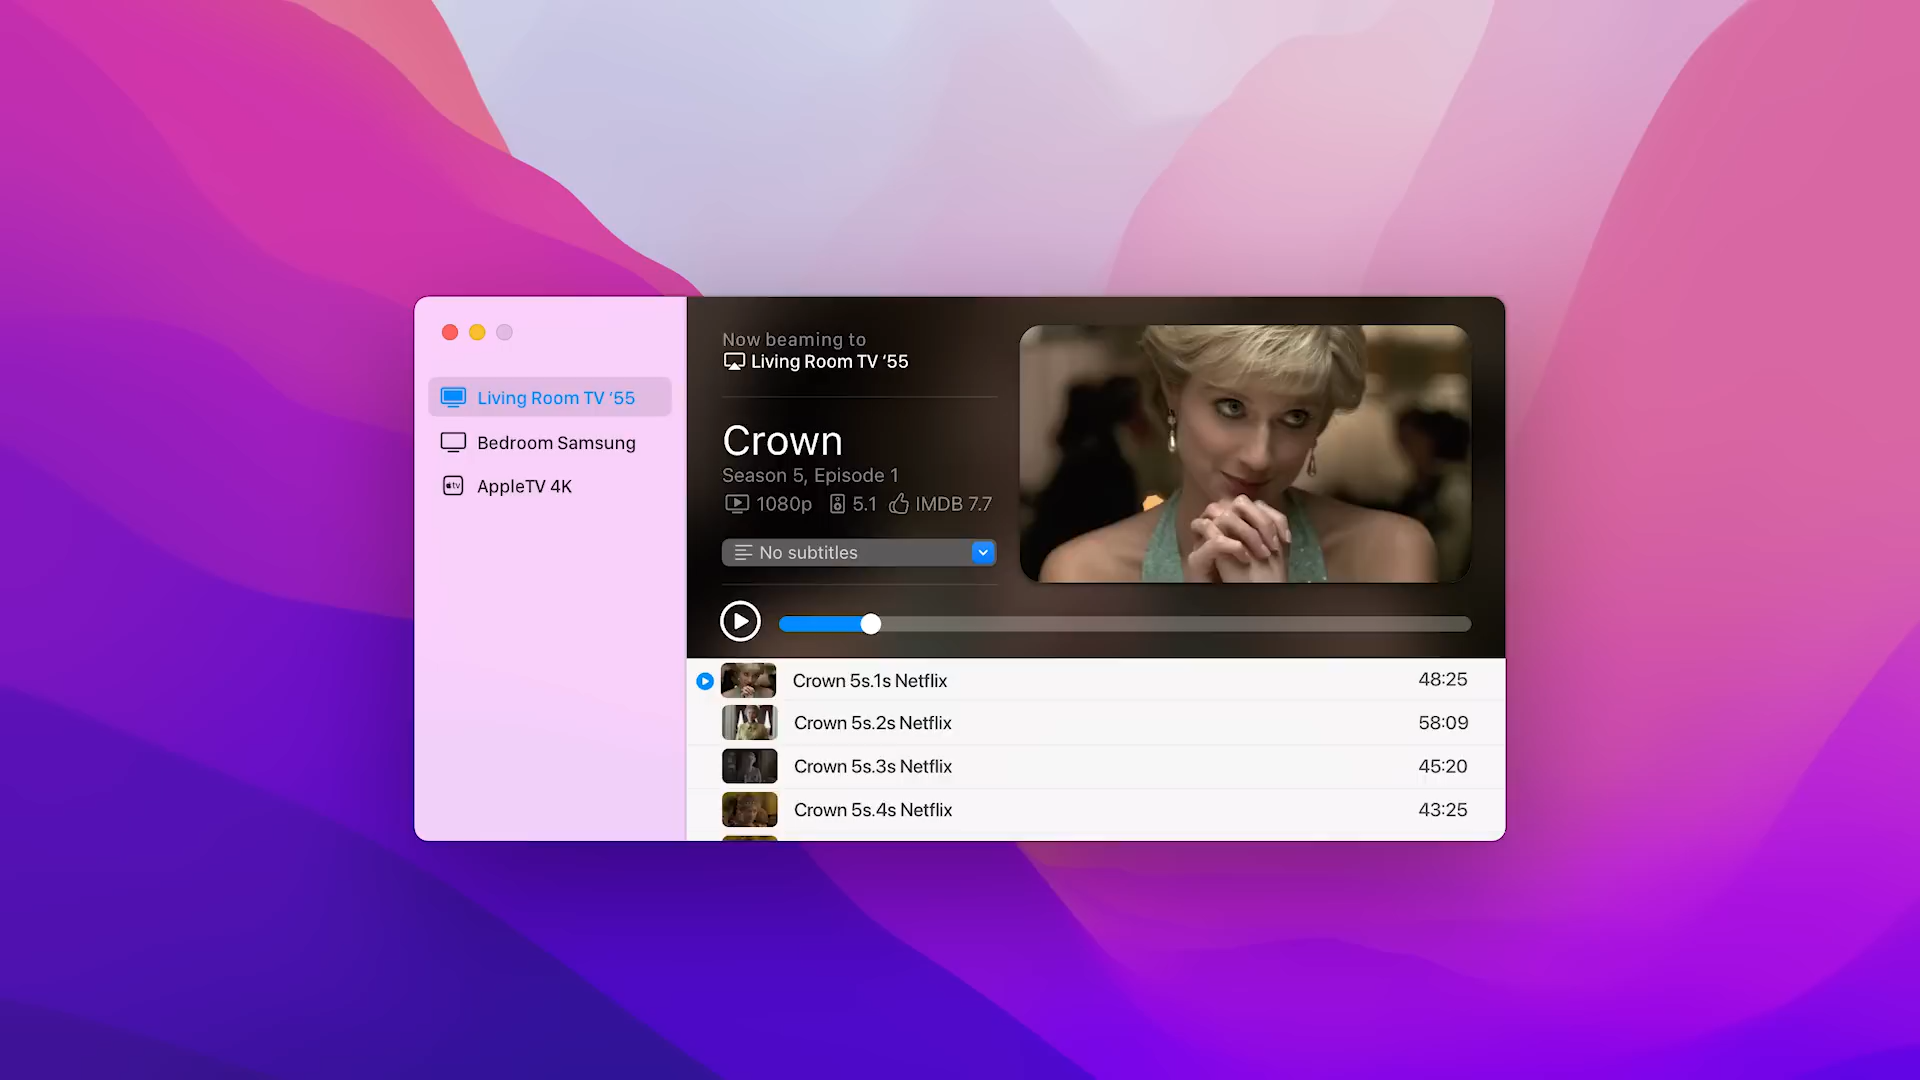 Living Room TV ‘55
Bedroom Samsung
tv AppleTV 4K
Now beaming to
Living Room TV ‘55
Crown
Season 5, Episode 1
1080p 5.1 IMDB 7.7
No subtitles
Crown 5s.1s Netflix 48:25
Crown 5s.2s Netflix 58:09
Crown 5s.3s Netflix 45:20
Crown 5s.4s Netflix 43:25